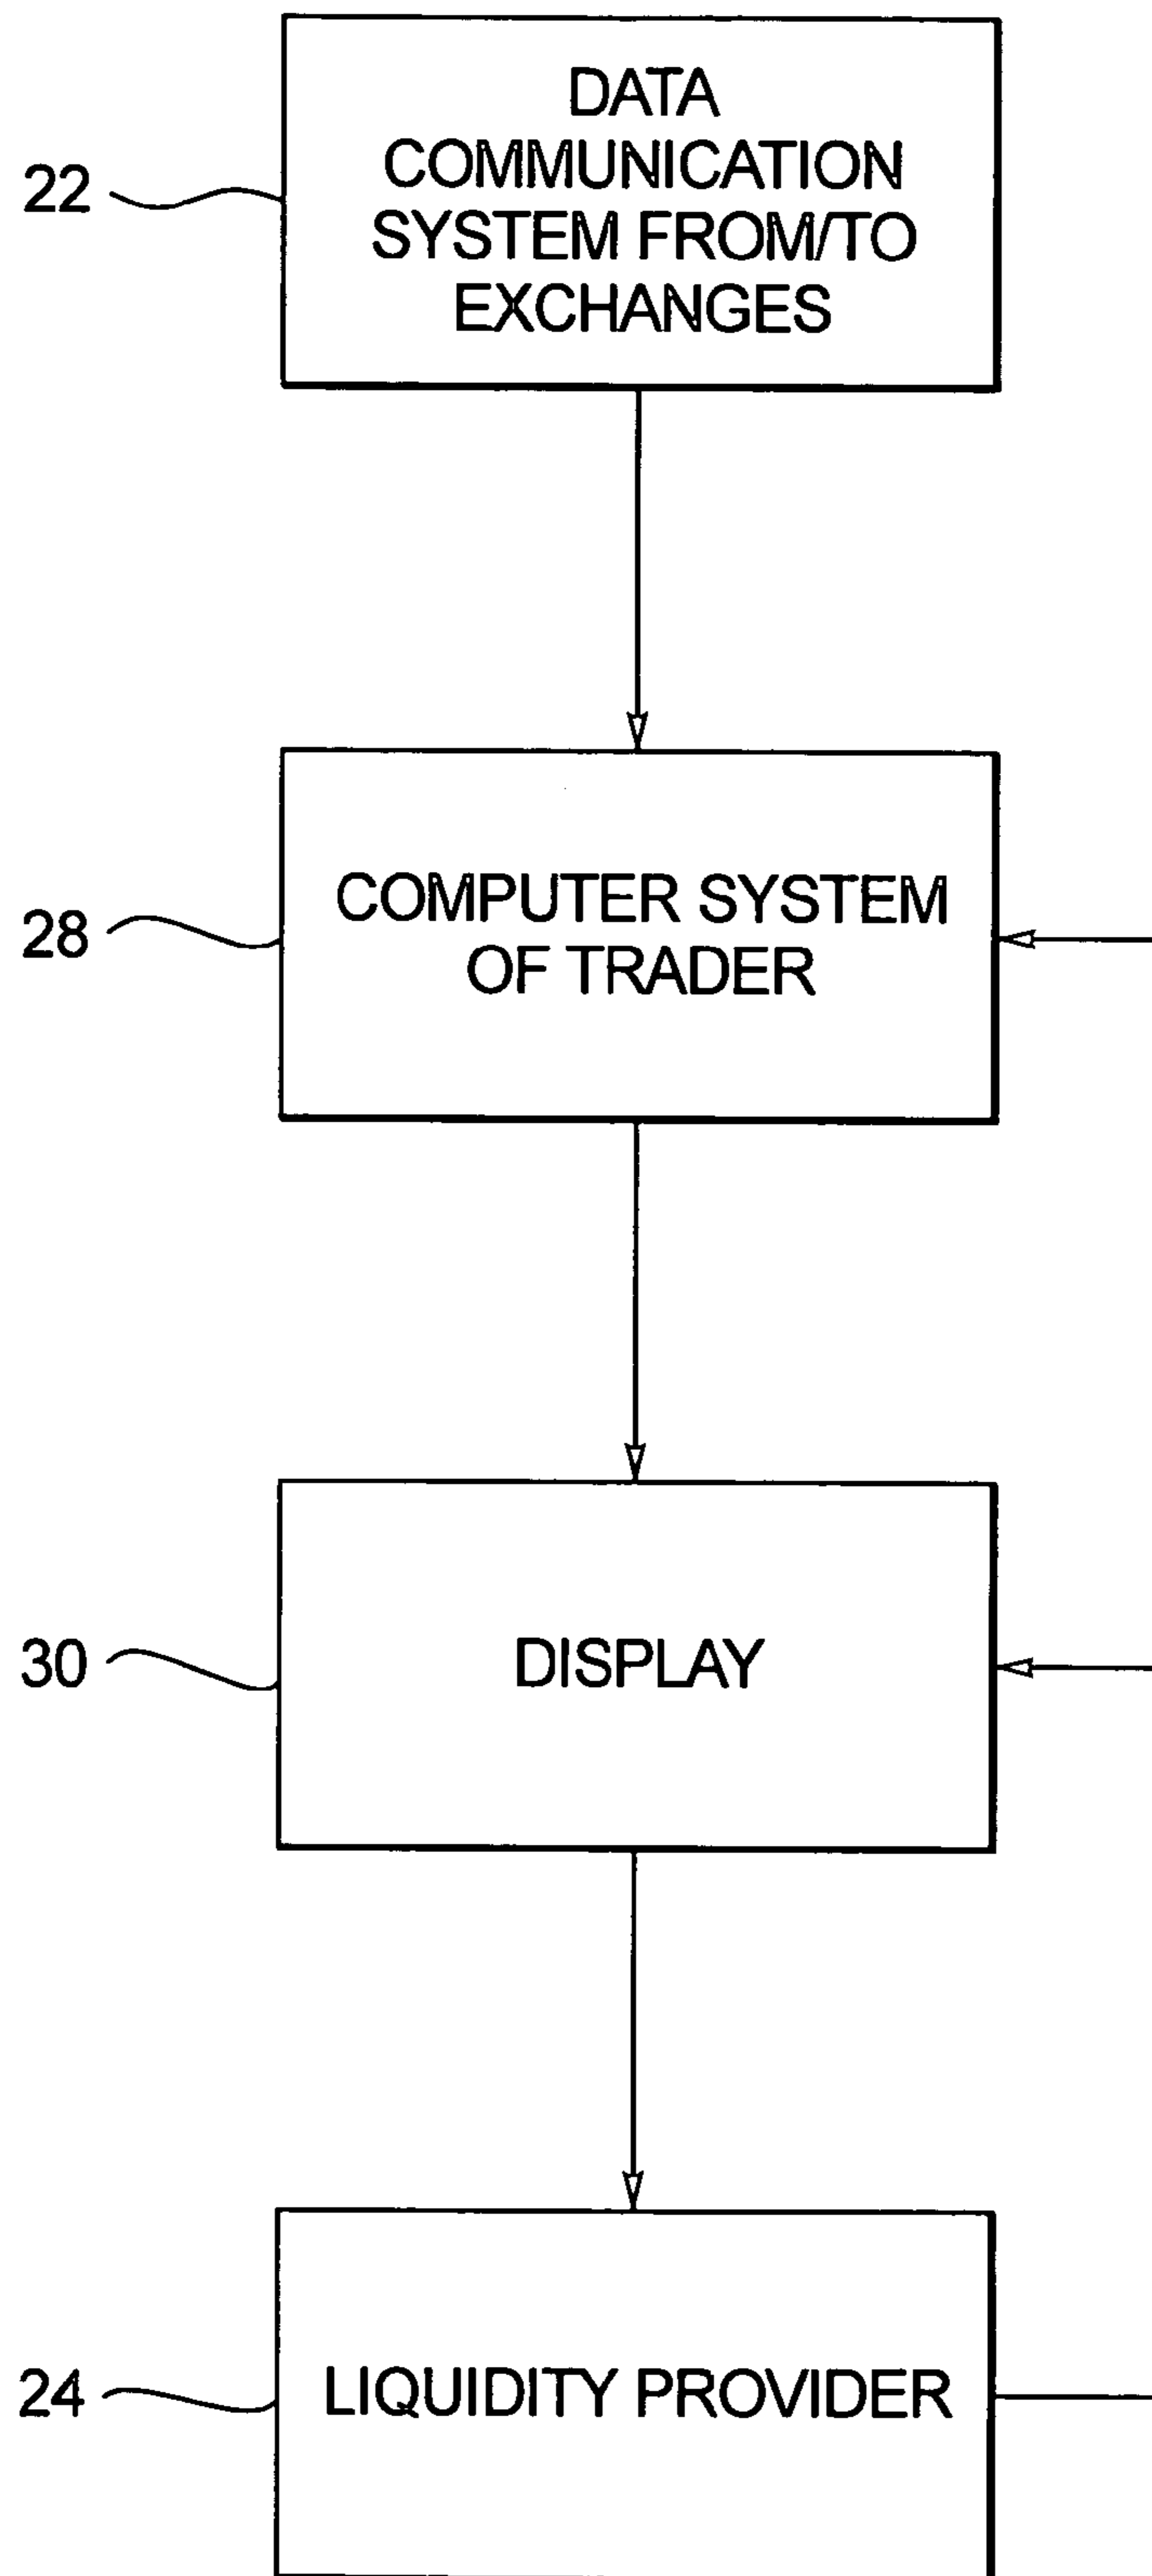 DATA
COMMUNICATION
SYSTEM FROM/TO
EXCHANGES
22
COMPUTER SYSTEM
OF TRADER
28
DISPLAY
30
LIQUIDITY PROVIDER
24